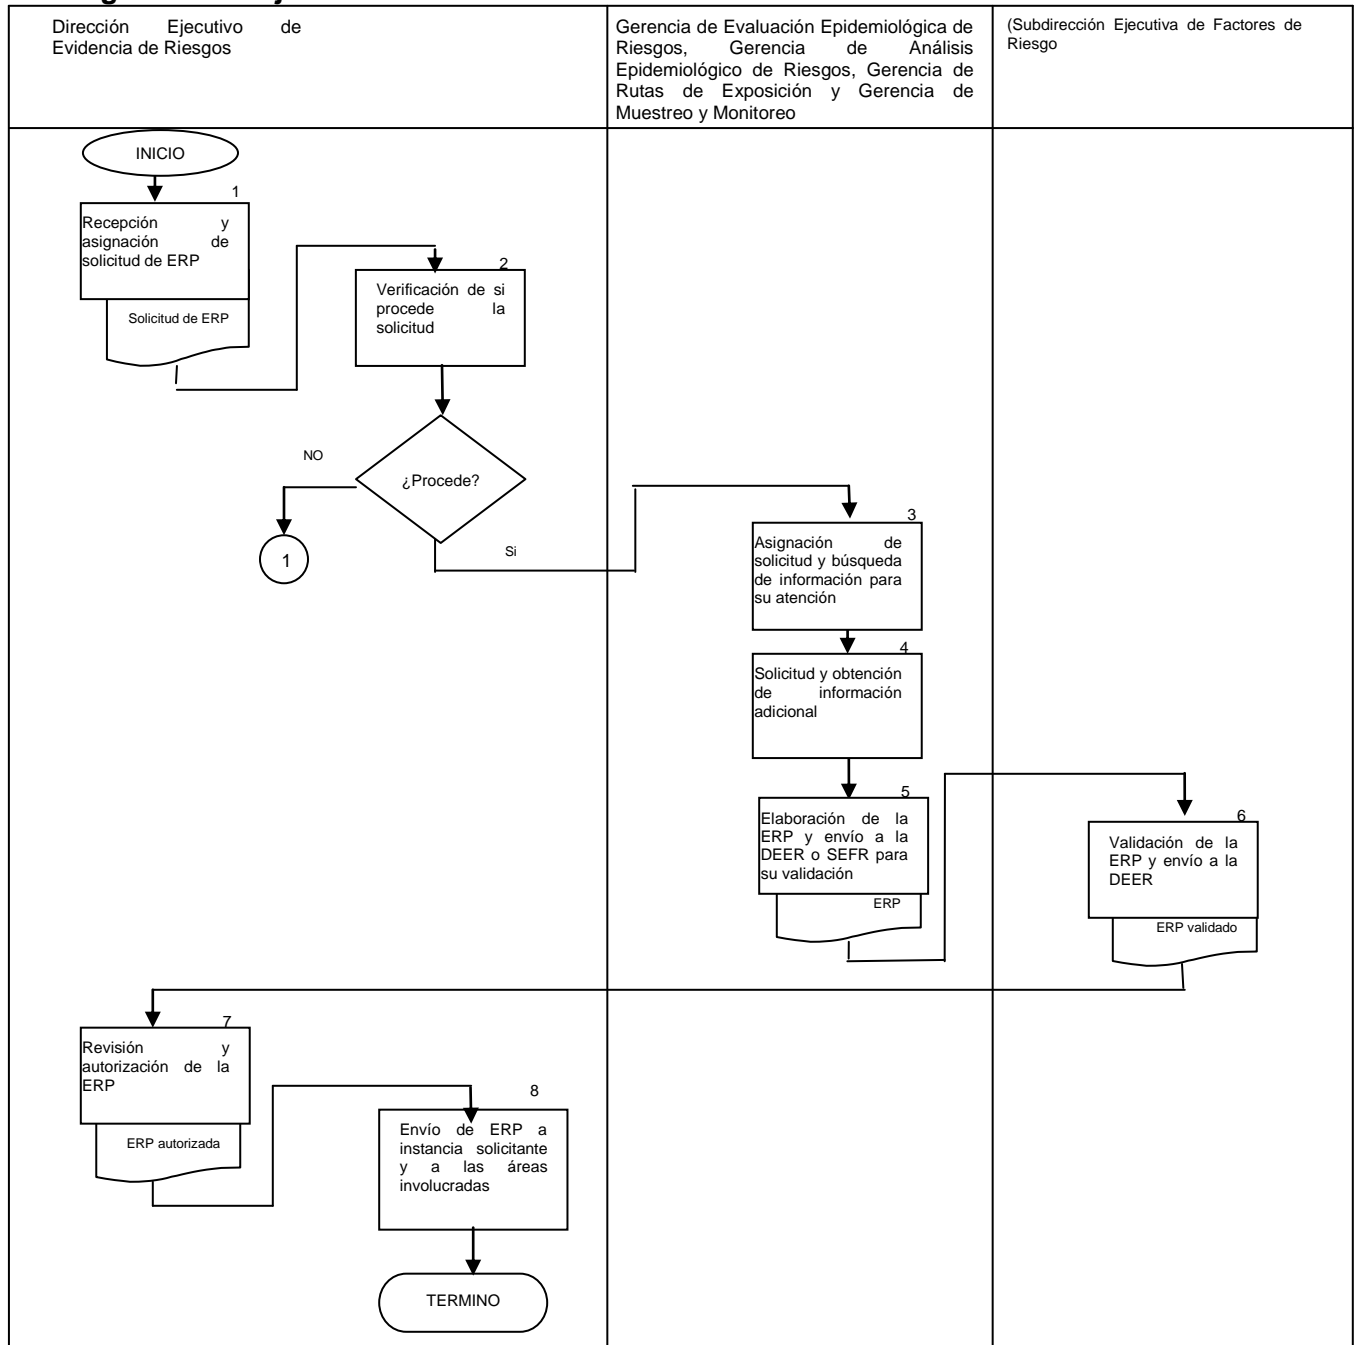 Dirección Ejecutivo de
Evidencia de Riesgos
Gerencia de Evaluación Epidemiológica de
Riesgos, Gerencia de Análisis
Epidemiológico de Riesgos, Gerencia de
Rutas de Exposición y Gerencia de
Muestreo y Monitoreo
(Subdirección Ejecutiva de Factores de
Riesgo
INICIO
1
Recepción y
asignación de
solicitud de ERP
Solicitud de ERP
2
Verificación de si
procede la
solicitud
¿Procede?
NO
1
Si
3
Asignación de
solicitud y búsqueda
de información para
su atención
4
Solicitud y obtención
de información
adicional
5
Elaboración de la
ERP y envío a la
DEER o SEFR para
su validación
ERP
6
Validación de la
ERP y envío a la
DEER
ERP validado
7
Revisión y
autorización de la
ERP
ERP autorizada
8
Envío de ERP a
instancia solicitante
y a las áreas
involucradas
TERMINO